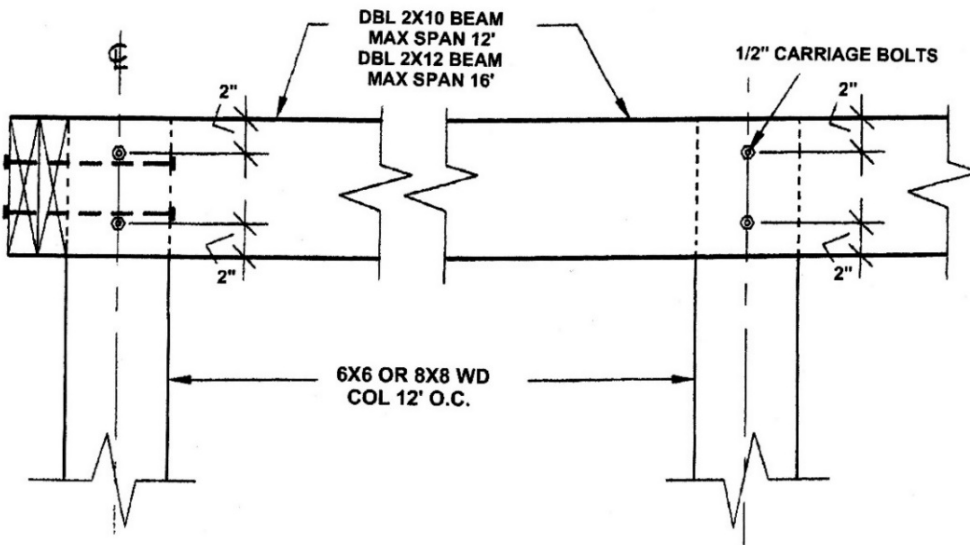 DBL 2X10 BEAM
MAX SPAN 12'
DBL 2X12 BEAM
MAX SPAN 16'
1/2" CARRIAGE BOLTS
℄
2"
2"
2"
2"
6X6 OR 8X8 WD
COL 12' O.C.